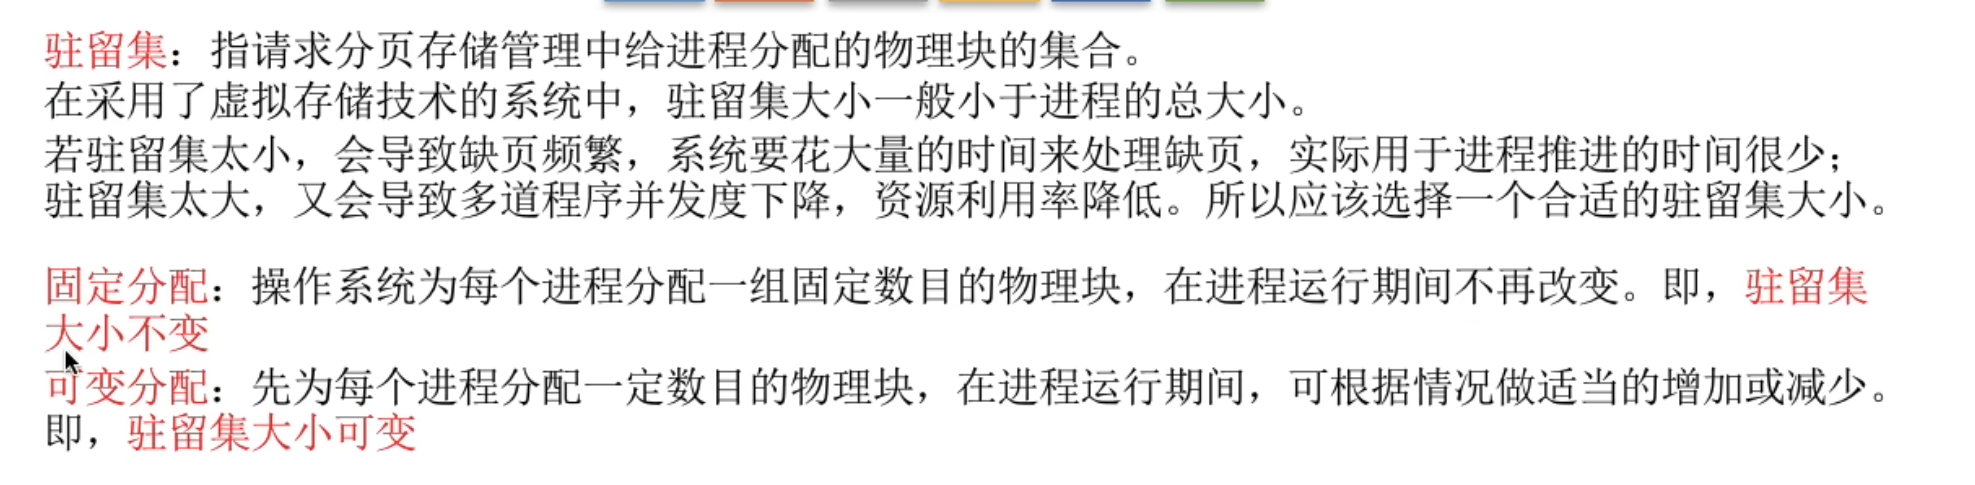 驻留集：指请求分页存储管理中给进程分配的物理块的集合。
在采用了虚拟存储技术的系统中，驻留集大小一般小于进程的总大小。
若驻留集太小，会导致缺页频繁，系统要花大量的时间来处理缺页，实际用于进程推进的时间很少；
驻留集太大，又会导致多道程序并发度下降，资源利用率降低。所以应该选择一个合适的驻留集大小。
固定分配：操作系统为每个进程分配一组固定数目的物理块，在进程运行期间不再改变。即，驻留集
大小不变
可变分配：先为每个进程分配一定数目的物理块，在进程运行期间，可根据情况做适当的增加或减少。
即，驻留集大小可变